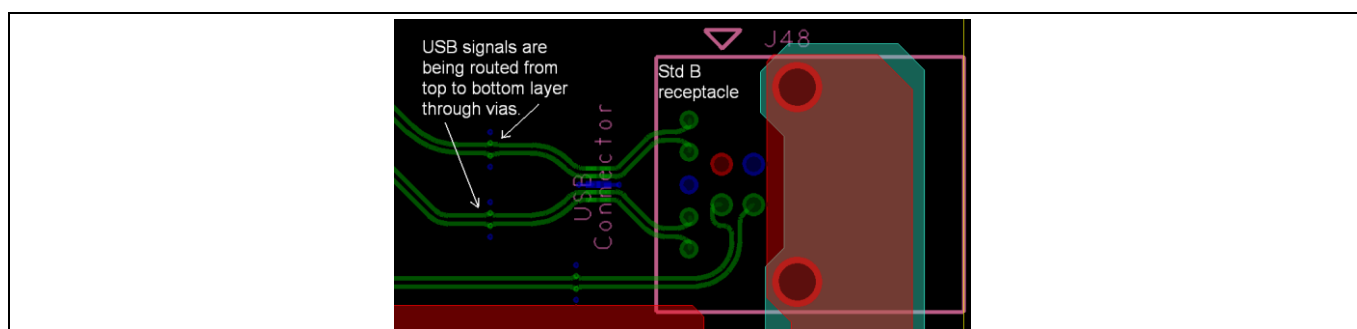 USB signals are
being routed from
top to bottom layer
through vias.
J48
Std B
receptacle
USB
Connector